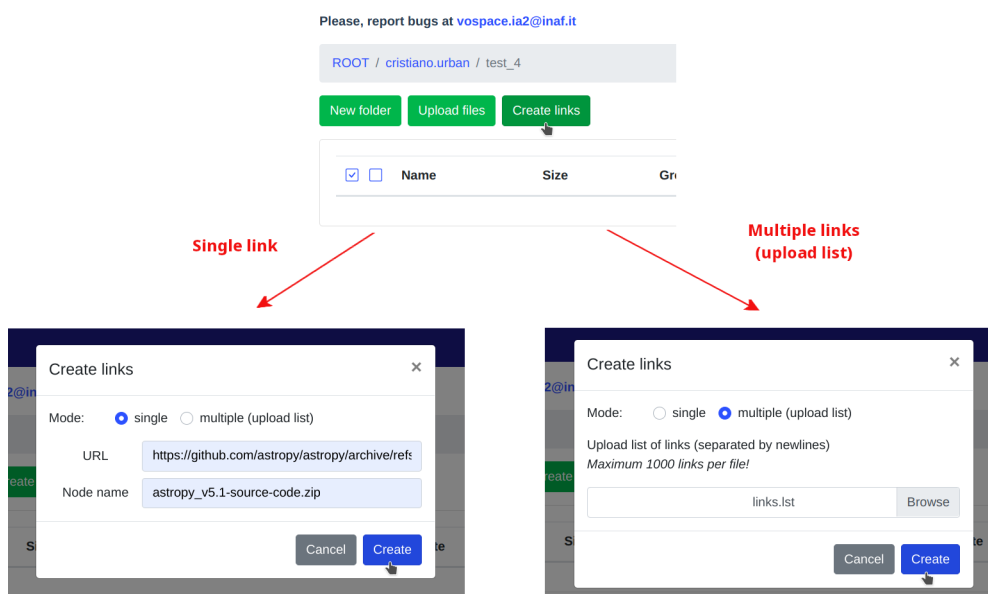 Please, report bugs at vospace.ia2@inaf.it
ROOT / cristiano.urban / test_4
New folder Upload files Create links
Name Size
Single link
Multiple links
(upload list)
Create links ×
Mode: single multiple (upload list)
URL https://github.com/astropy/astropy/archive/refs
Node name astropy_v5.1-source-code.zip
Cancel Create
Create links ×
Mode: single multiple (upload list)
Upload list of links (separated by newlines)
Maximum 1000 links per file!
links.lst Browse
Cancel Create